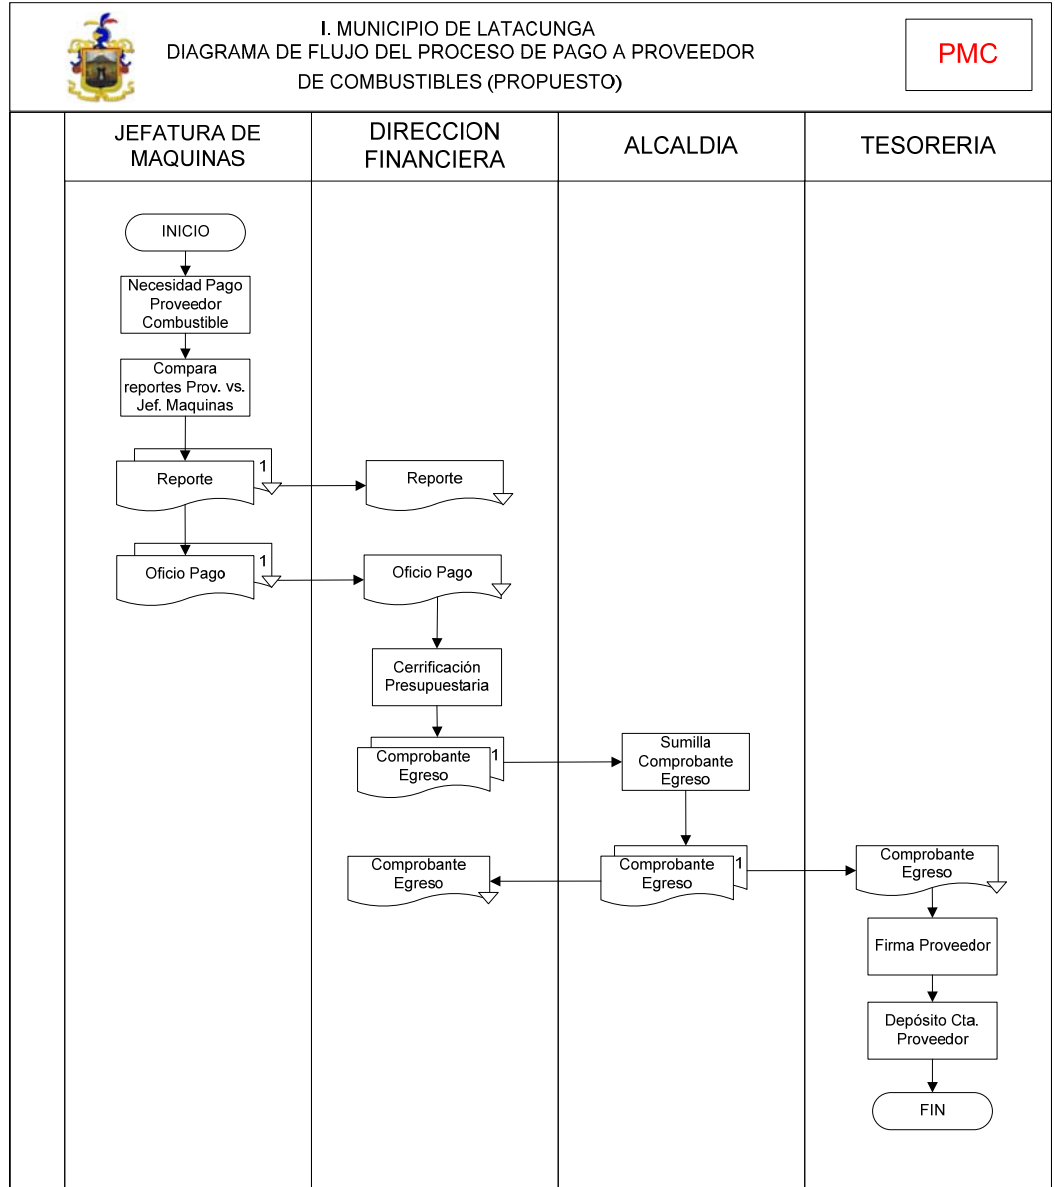 I. MUNICIPIO DE LATACUNGA
DIAGRAMA DE FLUJO DEL PROCESO DE PAGO A PROVEEDOR
DE COMBUSTIBLES (PROPUESTO)
PMC
JEFATURA DE
MAQUINAS
DIRECCION
FINANCIERA
ALCALDIA
TESORERIA
INICIO
Necesidad Pago
Proveedor
Combustible
Compara
reportes Prov. vs.
Jef. Maquinas
1
Reporte
Reporte
1
Oficio Pago
Oficio Pago
Cerrificación
Presupuestaria
Comprobante
Egreso
1
Sumilla
Comprobante
Egreso
Comprobante
Egreso
Comprobante
Egreso
1
Comprobante
Egreso
Firma Proveedor
Depósito Cta.
Proveedor
FIN